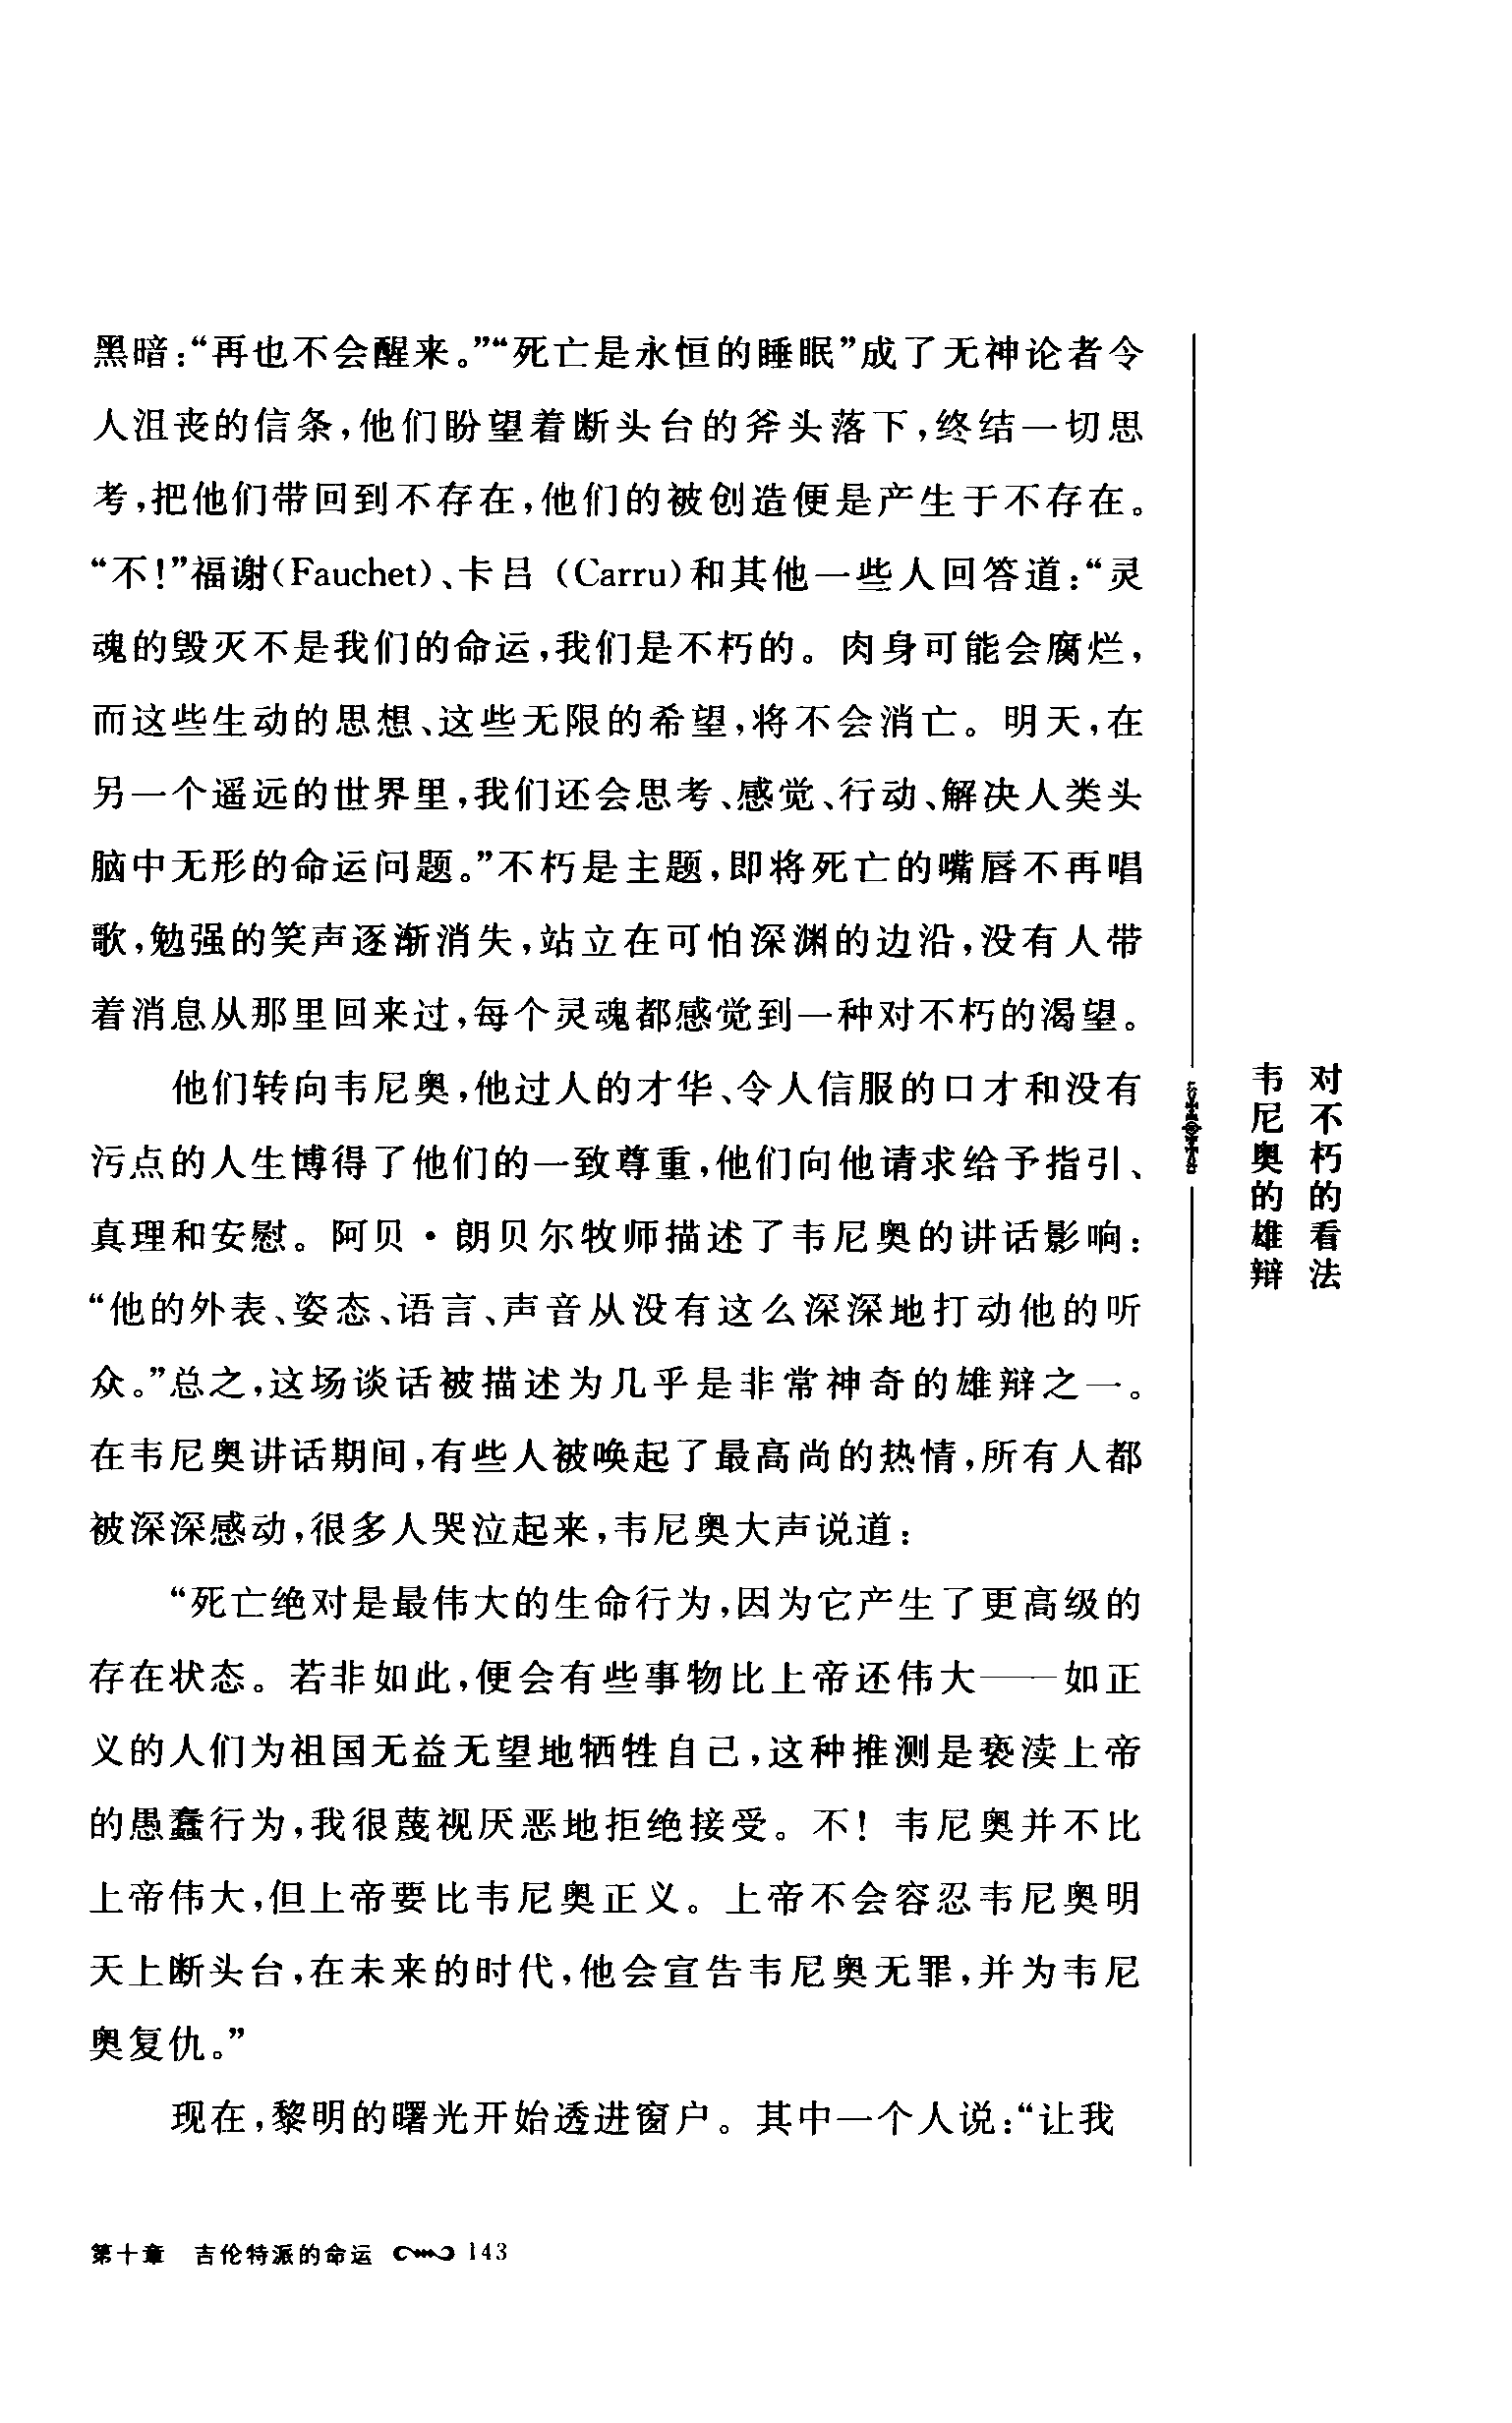 黑暗:“再也不会醒来。”“死亡是永恒的睡眠”成了无神论者令
人沮丧的信条,他们盼望着断头台的斧头落下,终结一切思
考,把他们带回到不存在,他们的被创造便是产生于不存在。
“不!”福谢(Fauchet)、卡吕 (Carru)和其他一些人回答道:“灵
魂的毁灭不是我们的命运,我们是不朽的。肉身可能会腐烂,
而这些生动的思想、这些无限的希望,将不会消亡。明天,在
另一个遥远的世界里,我们还会思考、感觉、行动、解决人类头
脑中无形的命运问题。”不朽是主题,即将死亡的嘴唇不再唱
歌,勉强的笑声逐渐消失,站立在可怕深渊的边沿,没有人带
着消息从那里回来过,每个灵魂都感觉到一种对不朽的渴望。
他们转向韦尼奥,他过人的才华、令人信服的口才和没有
污点的人生博得了他们的一致尊重,他们向他请求给予指引、
真理和安慰。阿贝·朗贝尔牧师描述了韦尼奥的讲话影响:
“他的外表、姿态、语言、声音从没有这么深深地打动他的听
众。”总之,这场谈话被描述为几乎是非常神奇的雄辩之一。
在韦尼奥讲话期间,有些人被唤起了最高尚的热情,所有人都
被深深感动,很多人哭泣起来,韦尼奥大声说道:
“死亡绝对是最伟大的生命行为,因为它产生了更高级的
存在状态。若非如此,便会有些事物比上帝还伟大——如正
义的人们为祖国无益无望地牺牲自己,这种推测是亵渎上帝
的愚蠢行为,我很蔑视厌恶地拒绝接受。不!韦尼奥并不比
上帝伟大,但上帝要比韦尼奥正义。上帝不会容忍韦尼奥明
天上断头台,在未来的时代,他会宣告韦尼奥无罪,并为韦尼
奥复仇。”
现在,黎明的曙光开始透进窗户。其中一个人说:“让我
对不朽的看法
韦尼奥的雄辩
第十章 吉伦特派的命运 143